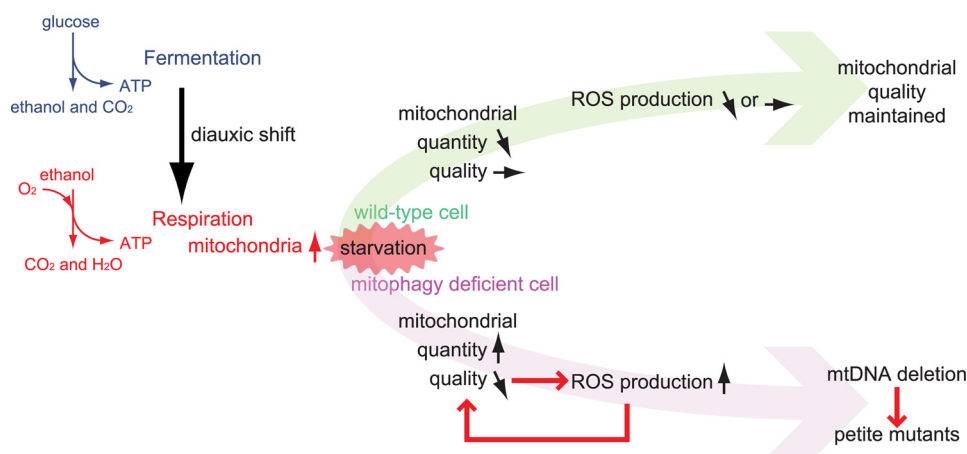 glucose
Fermentation
ATP
ethanol and CO₂
diauxic shift
ethanol
O₂
Respiration
ATP
mitochondria
CO₂ and H₂O
starvation
wild-type cell
mitochondrial
quantity
quality
ROS production
or
mitochondrial
quality
maintained
mitophagy deficient cell
mitochondrial
quantity
quality
ROS production
mtDNA deletion
petite mutants